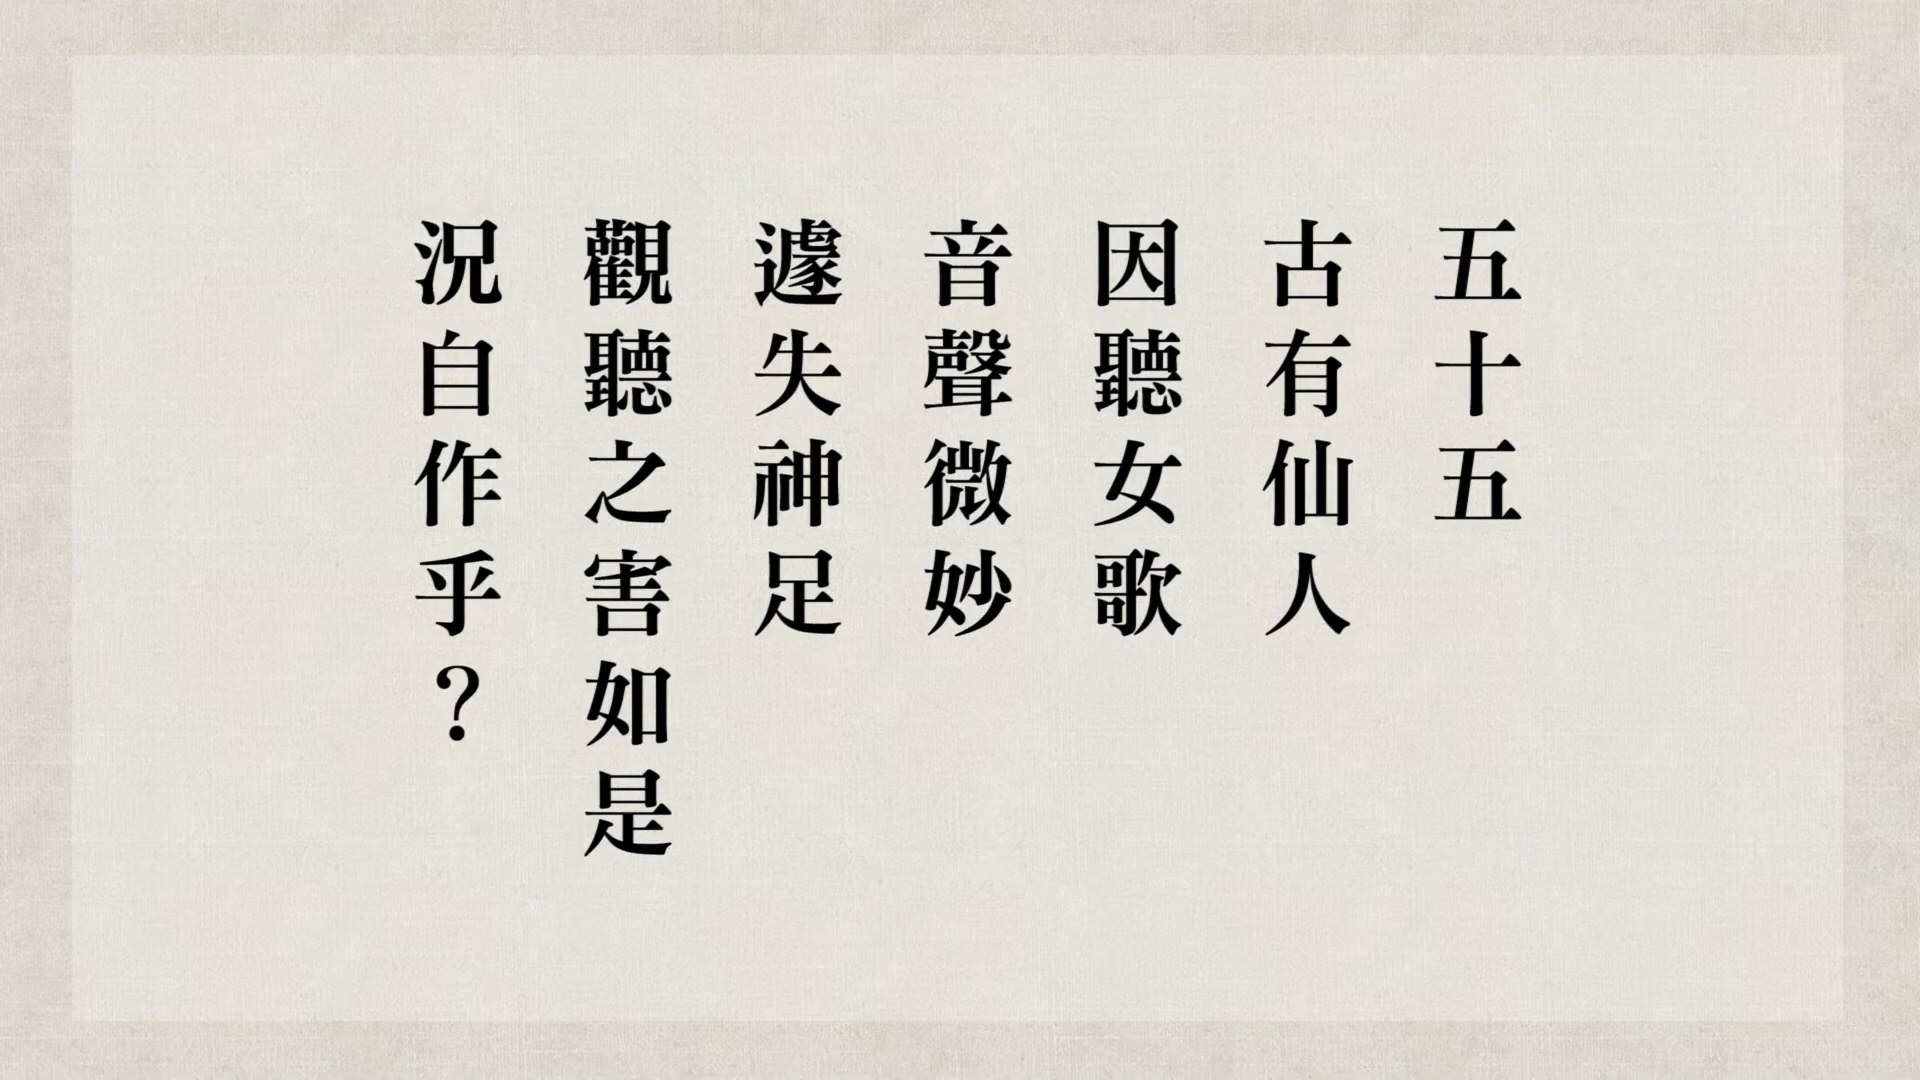 五十五
古有仙人
因聽女歌
音聲微妙
遽失神足
觀聽之害如是
況自作乎？